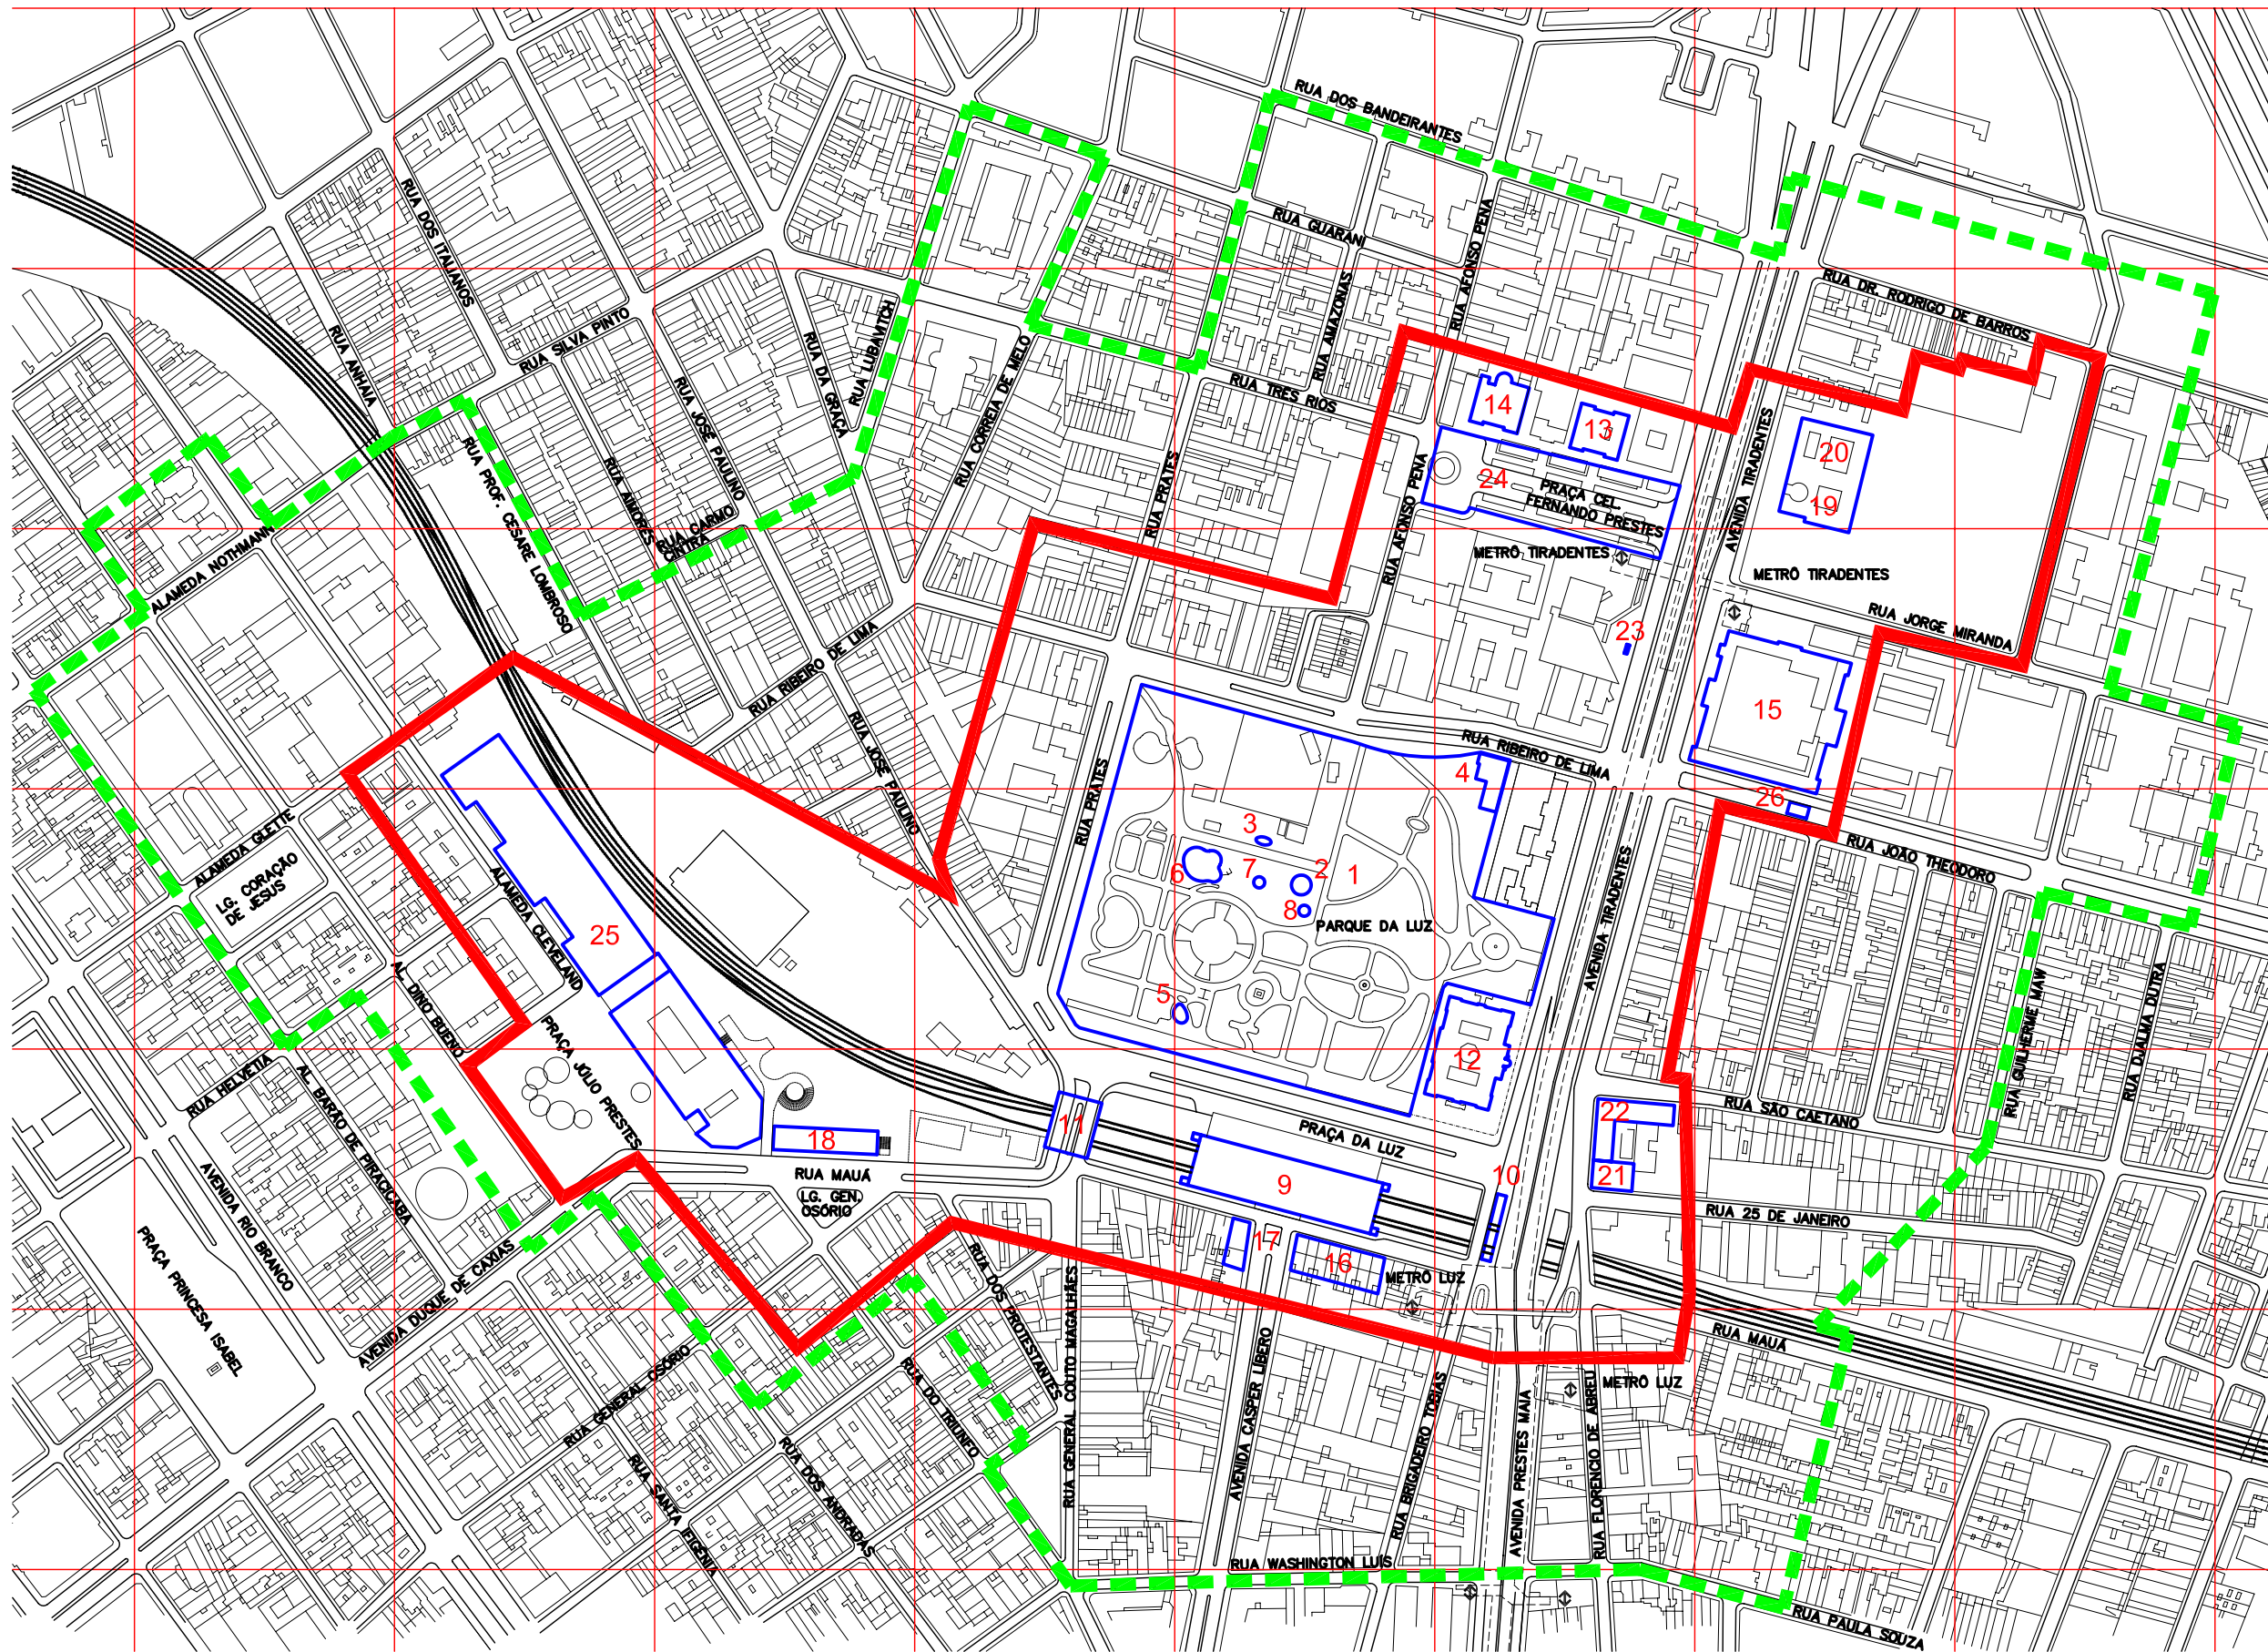 RUA DOS BANDEIRANTES
RUA DOS ITALIANOS
RUA GUARANI
RUA AFONSO PENA
RUA AMAZONAS
RUA DR. RODRIGO DE BARROS
RUA ANHAIA
RUA SILVA PINTO
RUA LUBAVITCH
RUA DA GRAÇA
RUA JOSÉ PAULINO
RUA CORREIA DE MELO
RUA TRÊS RIOS
14
13
20
19
24
PRAÇA CEL.
FERNANDO PRESTES
AVENIDA TIRADENTES
RUA PROF. CESARE LOMBROSO
RUA AIMORÉS
RUA CARMO
CINTRA
RUA PRATES
RUA AFONSO PENA
ALAMEDA NOTHMANN
METRÔ TIRADENTES
METRÔ TIRADENTES
RUA JORGE MIRANDA
23
RUA RIBEIRO DE LIMA
15
RUA JOSÉ PAULINO
RUA RIBEIRO DE LIMA
4
RUA PRATES
26
RUA JOÃO THEODORO
ALAMEDA GLETTE
LG. CORAÇÃO
DE JESUS
3
6
7
2
1
8
PARQUE DA LUZ
AVENIDA TIRADENTES
ALAMEDA CLEVELAND
25
AL. DINO BUENO
5
RUA GUILHERME MAW
RUA DJALMA DUTRA
PRAÇA JÚLIO PRESTES
12
RUA HELVETIA
AL. BARÃO DE PIRACICABA
22
RUA SÃO CAETANO
11
18
PRAÇA DA LUZ
RUA MAUÁ
LG. GEN.
OSÓRIO
9
10
21
AVENIDA RIO BRANCO
RUA 25 DE JANEIRO
PRAÇA PRINCESA ISABEL
AVENIDA DUQUE DE CAXIAS
17
16
METRÔ LUZ
RUA DOS PROTESTANTES
RUA GENERAL COUTO MAGALHÃES
RUA MAUÁ
RUA GENERAL OSÓRIO
RUA DO TRIUNFO
AVENIDA CASPER LIBERO
RUA BRIGADEIRO TOBIAS
AVENIDA PRESTES MAIA
RUA FLORENCIO DE ABREU
METRÔ LUZ
RUA SANTA IFIGÊNIA
RUA DOS ANDRADAS
RUA WASHINGTON LUÍS
RUA PAULA SOUZA